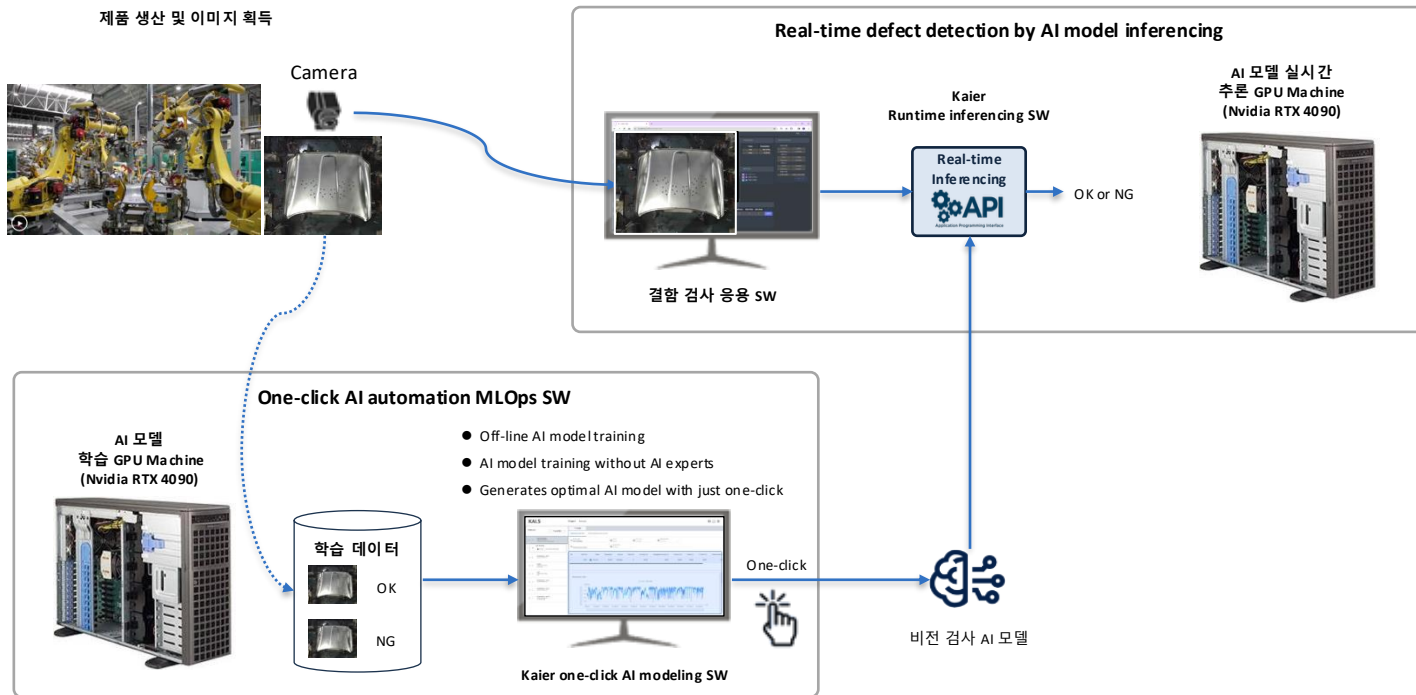 제품 생산 및 이미지 획득
Camera
Real-time defect detection by AI model inferencing
Kaier
Runtime inferencing SW
Real-time
Inferencing
API
Application Programming Interface
OK or NG
AI 모델 실시간
추론 GPU Machine
(Nvidia RTX 4090)
결함 검사 응용 SW
One-click AI automation MLOps SW
AI 모델
학습 GPU Machine
(Nvidia RTX 4090)
● Off-line AI model training
● AI model training without AI experts
● Generates optimal AI model with just one-click
학습 데이터
OK
NG
Kaier one-click AI modeling SW
One-click
비전 검사 AI 모델